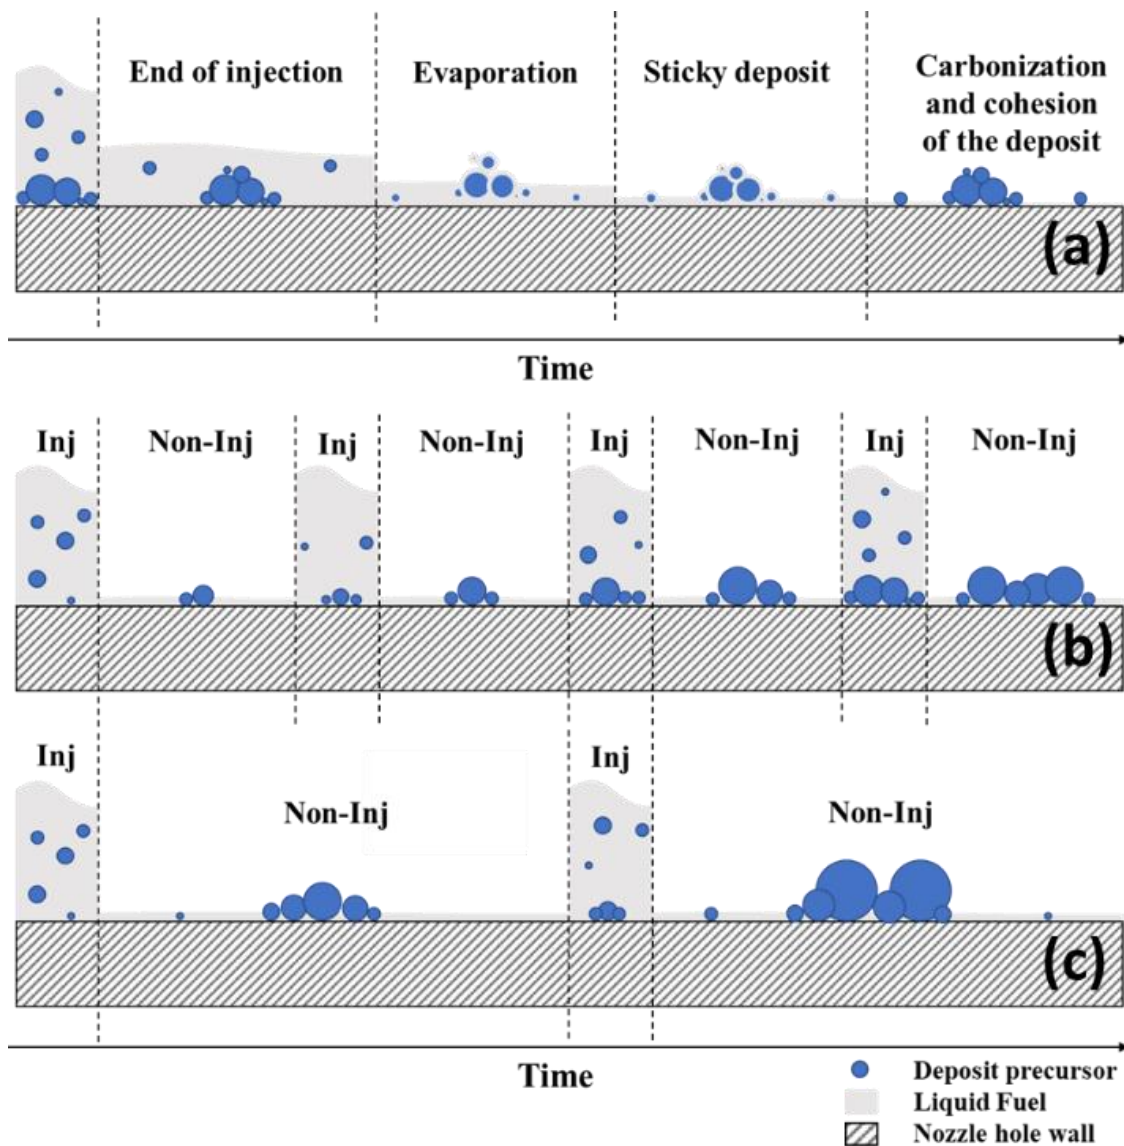 End of injection
Evaporation
Sticky deposit
Carbonization
and cohesion
of the deposit
(a)
Time
Inj
Non-Inj
Inj
Non-Inj
Inj
Non-Inj
Inj
Non-Inj
(b)
Inj
Non-Inj
Inj
Non-Inj
(c)
Time
Deposit precursor
Liquid Fuel
Nozzle hole wall